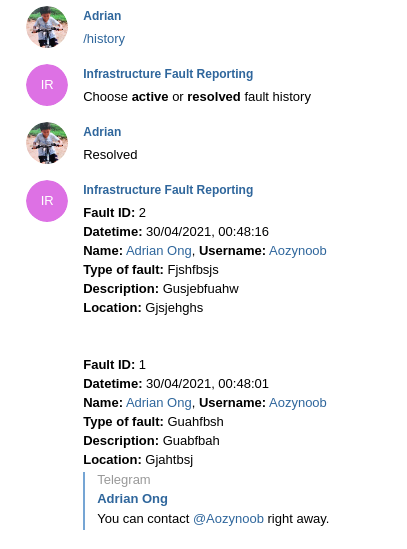 Adrian
/history
IR
Infrastructure Fault Reporting
Choose active or resolved fault history
Adrian
Resolved
IR
Infrastructure Fault Reporting
Fault ID: 2
Datetime: 30/04/2021, 00:48:16
Name: Adrian Ong, Username: Aozynoob
Type of fault: Fjshfbsjs
Description: Gusjebfuahw
Location: Gjsjehghs
Fault ID: 1
Datetime: 30/04/2021, 00:48:01
Name: Adrian Ong, Username: Aozynoob
Type of fault: Guahfbsh
Description: Guabfbah
Location: Gjahtbsj
Telegram
Adrian Ong
You can contact @Aozynoob right away.